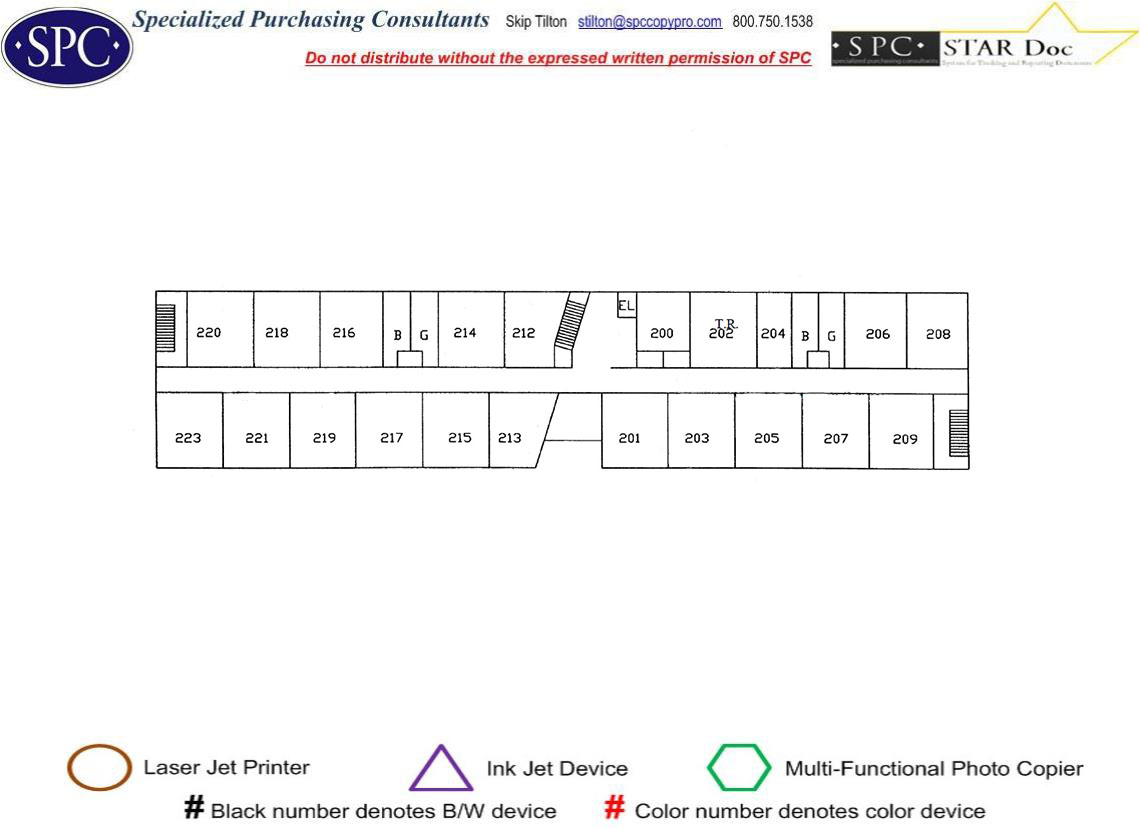 Specialized Purchasing Consultants Skip Tilton stilton@spccopypro.com 800.750.1538
·SPC·
Do not distribute without the expressed written permission of SPC
·SPC· STAR Doc
specialized purchasing consultants System for Tracking and Reporting Documents
EL
T.R.
220 218 216 B G 214 212 200 202 204 B G 206 208
223 221 219 217 215 213 201 203 205 207 209
Laser Jet Printer Ink Jet Device Multi-Functional Photo Copier
# Black number denotes B/W device # Color number denotes color device